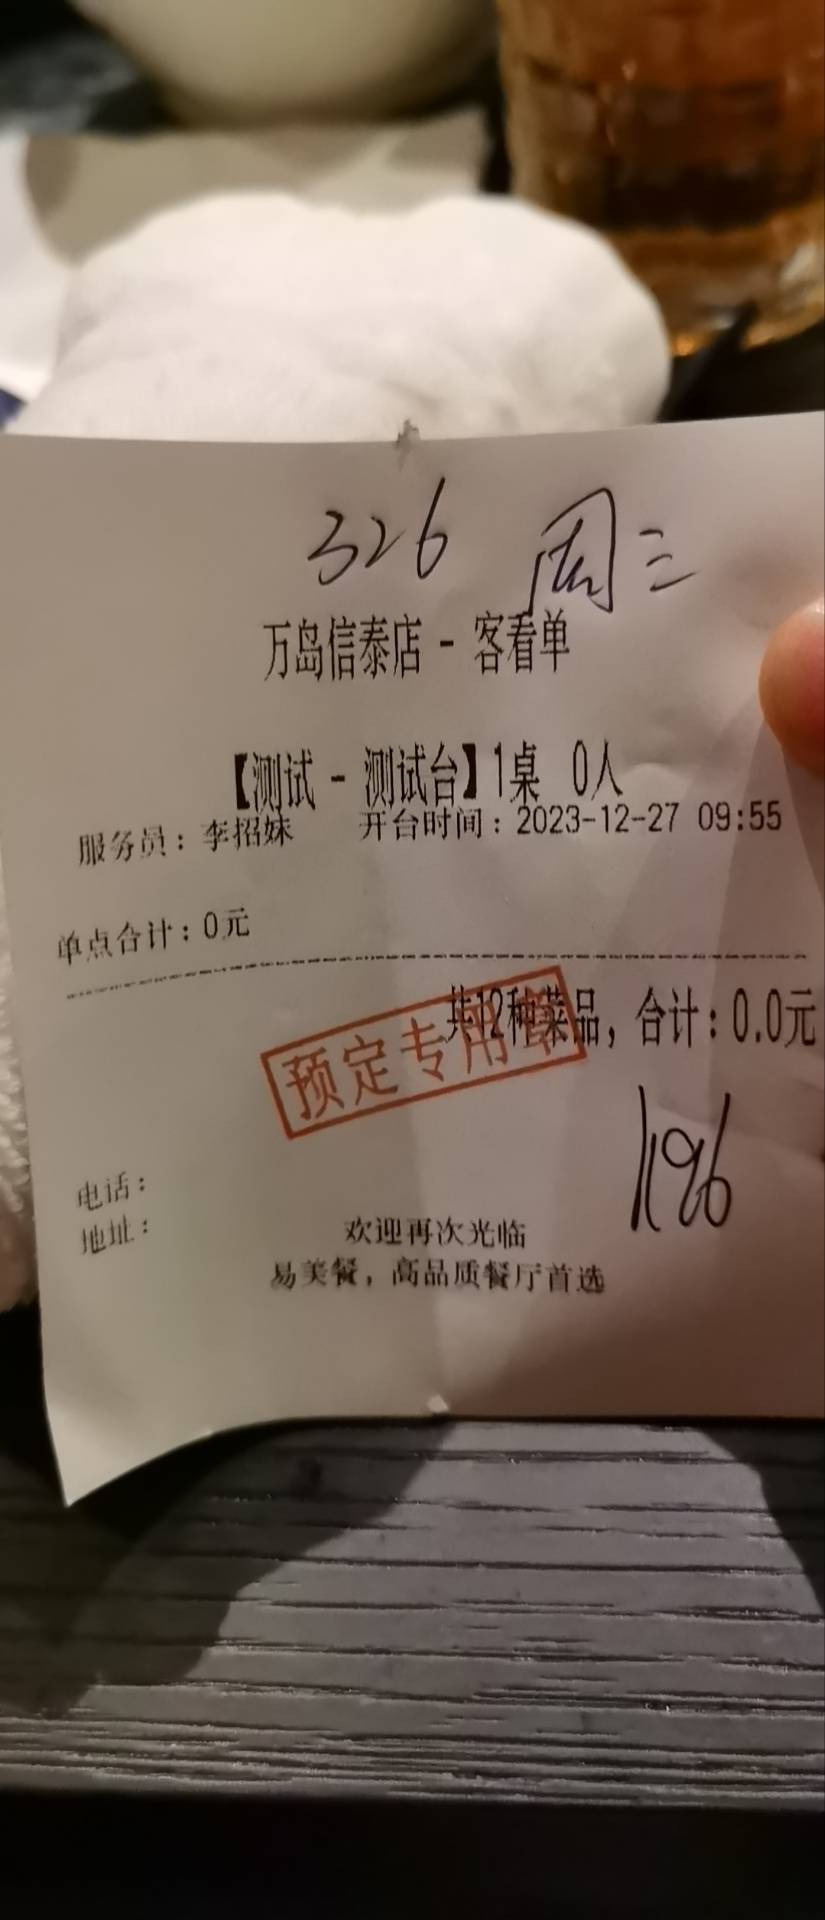 326 周三
万岛信泰店 - 客看单
【测试 - 测试台】1桌 0人
服务员：李招妹 开台时间：2023-12-27 09:55
单点合计：0元
共12种菜品，合计：0.0元
预定专用章
1196
电话：
地址：
欢迎再次光临
易美餐，高品质餐厅首选